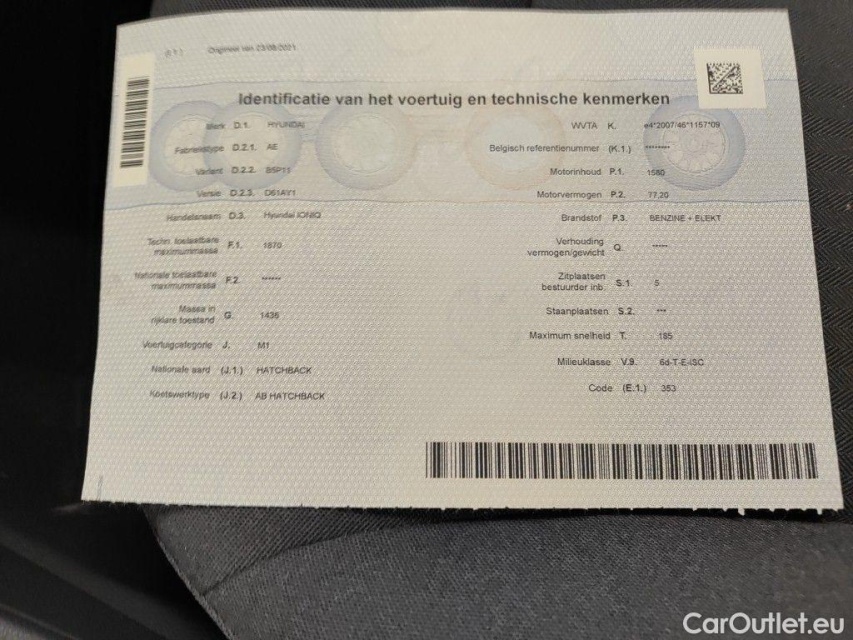 Origineel van 23/08/2021
Identificatie van het voertuig en technische kenmerken
Merk D.1. HYUNDAI
Fabriekstype D.2.1. AE
Variant D.2.2. B5P11
Versie D.2.3. D61AY1
Handelsnaam D.3. Hyundai IONIQ
Techn. toelaatbare
maximummassa F.1. 1870
Nationale toelaatbare
maximummassa F.2. ******
Massa in
rijklare toestand G. 1436
Voertuigcategorie J. M1
Nationale aard (J.1.) HATCHBACK
Koetswerktype (J.2.) AB HATCHBACK
WVTA K. e4*2007/46*1157*09
Belgisch referentienummer (K.1.) ********
Motorinhoud P.1. 1580
Motorvermogen P.2. 77,20
Brandstof P.3. BENZINE + ELEKT
Verhouding
vermogen/gewicht Q. *****
Zitplaatsen
bestuurder inb. S.1. 5
Staanplaatsen S.2. ***
Maximum snelheid T. 185
Milieuklasse V.9. 6d-T-E-ISC
Code (E.1.) 353
CarOutlet.eu